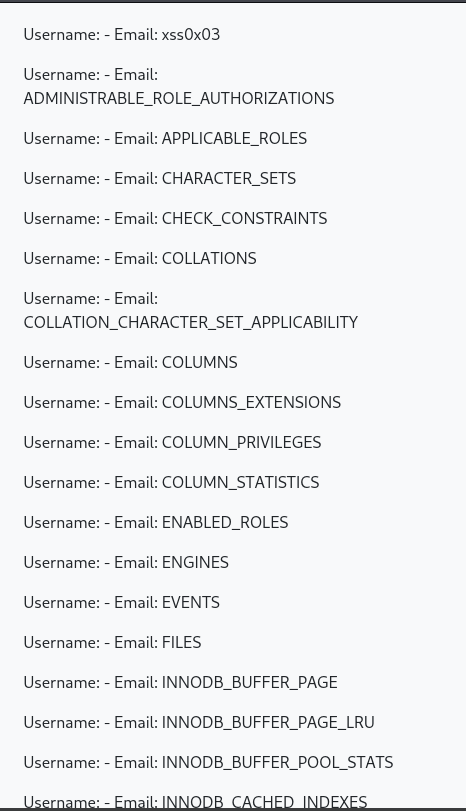 Username: - Email: xss0x03
Username: - Email:
ADMINISTRABLE_ROLE_AUTHORIZATIONS
Username: - Email: APPLICABLE_ROLES
Username: - Email: CHARACTER_SETS
Username: - Email: CHECK_CONSTRAINTS
Username: - Email: COLLATIONS
Username: - Email:
COLLATION_CHARACTER_SET_APPLICABILITY
Username: - Email: COLUMNS
Username: - Email: COLUMNS_EXTENSIONS
Username: - Email: COLUMN_PRIVILEGES
Username: - Email: COLUMN_STATISTICS
Username: - Email: ENABLED_ROLES
Username: - Email: ENGINES
Username: - Email: EVENTS
Username: - Email: FILES
Username: - Email: INNODB_BUFFER_PAGE
Username: - Email: INNODB_BUFFER_PAGE_LRU
Username: - Email: INNODB_BUFFER_POOL_STATS
Username: - Email: INNODB_CACHED_INDEXES